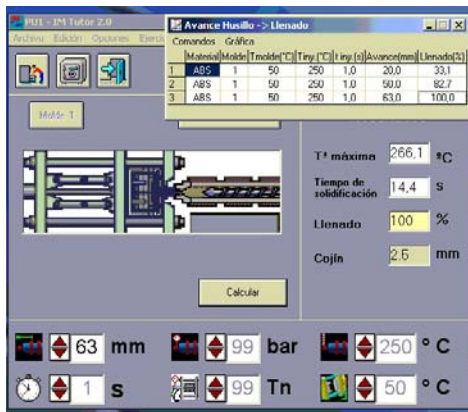 PU1 - IM Tutor 2.0
Archivo Edición Opciones
Avance Husillo -> Llenado
Comandos Gráfica
Material Molde Tmolde(°C) Tiny.(°C) t iny.(s) Avance(mm) Llenado(%)
1 ABS 1 50 250 1,0 20,0 33,1
2 ABS 1 50 250 1,0 50,0 82,7
3 ABS 1 50 250 1,0 63,0 100,0
Molde 1
Tª máxima 266,1 ºC
Tiempo de solidificación 14,4 s
Llenado 100 %
Cojín 2.6 mm
Calcular
63 mm 99 bar 250 º C
1 s 99 Tn 50 º C